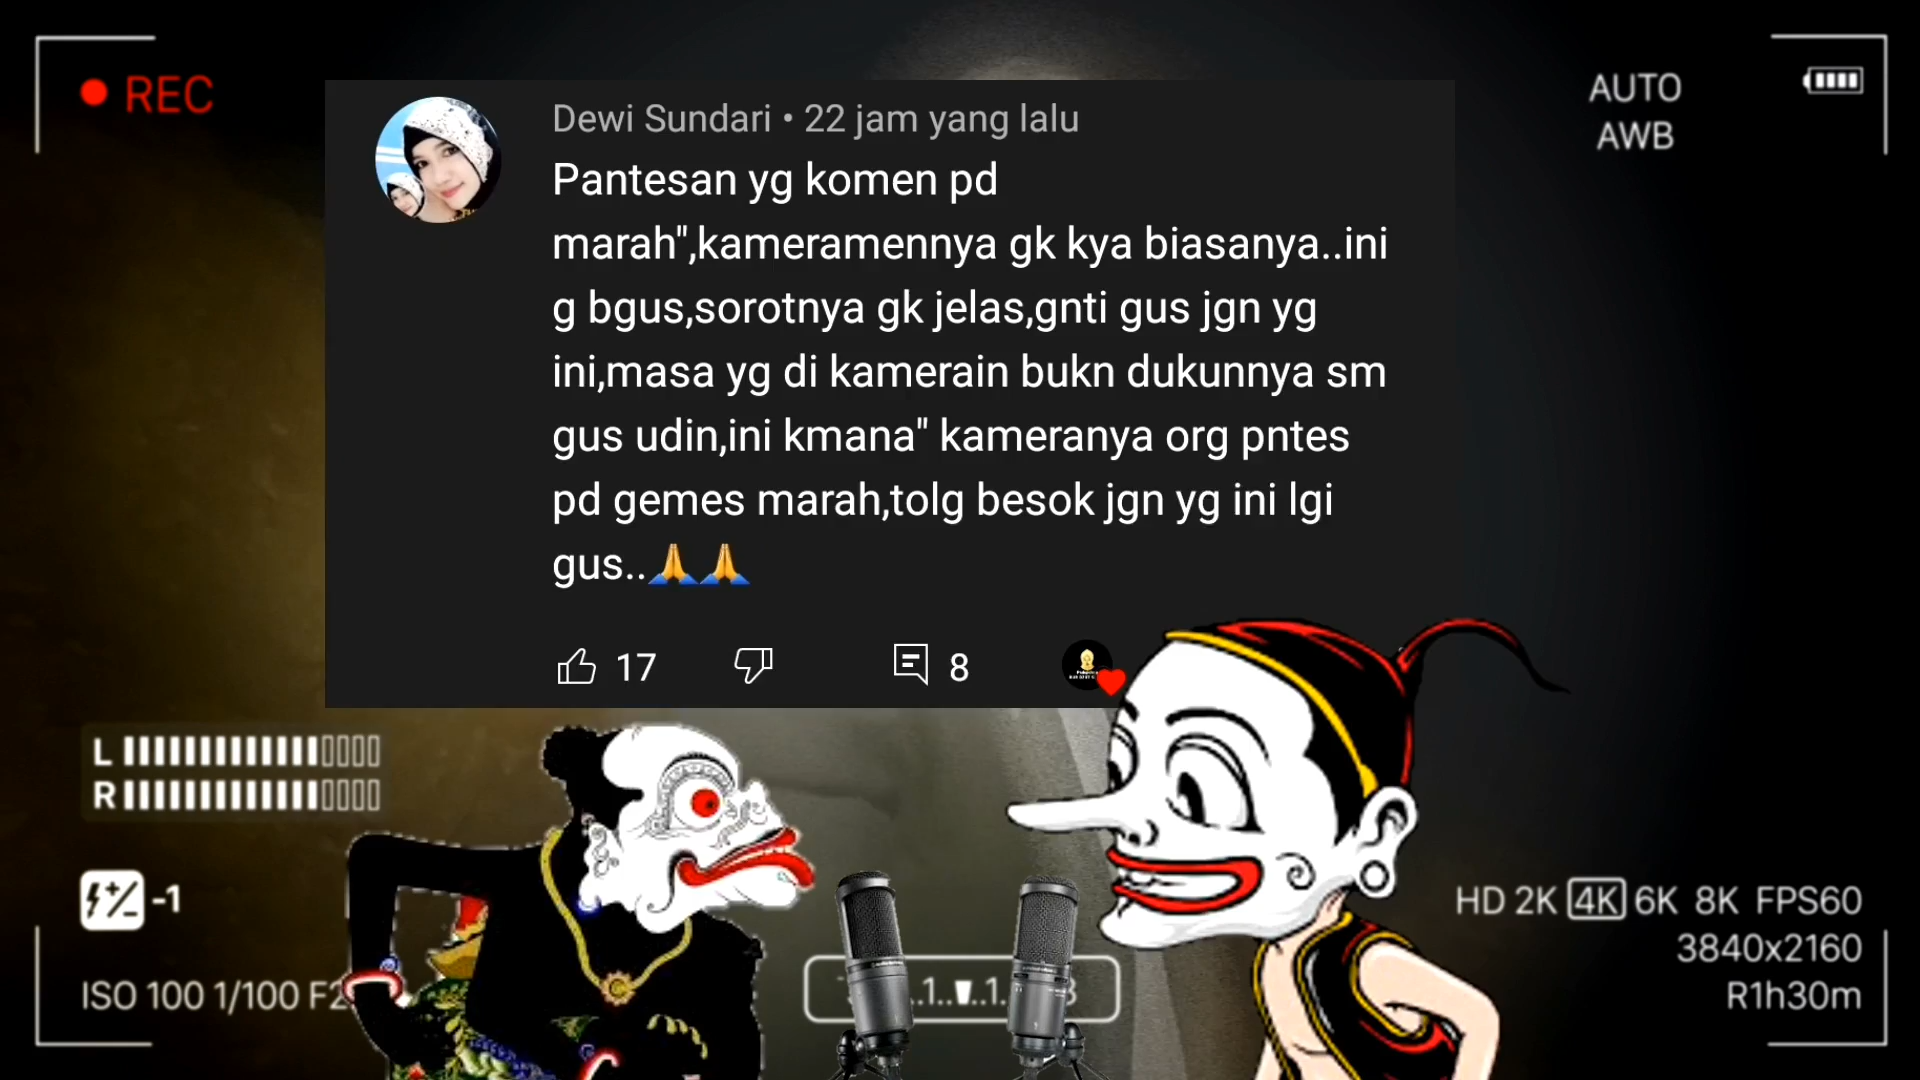 REC
AUTO
AWB
Dewi Sundari • 22 jam yang lalu
Pantesan yg komen pd
marah",kameramennya gk kya biasanya..ini
g bgus,sorotnya gk jelas,gnti gus jgn yg
ini,masa yg di kamerain bukn dukunnya sm
gus udin,ini kmana" kameranya org pntes
pd gemes marah,tolg besok jgn yg ini lgi
gus..🙏🙏
17
8
L
R
-1
ISO 100 1/100 F2
HD 2K 4K 6K 8K FPS60
3840x2160
R1h30m